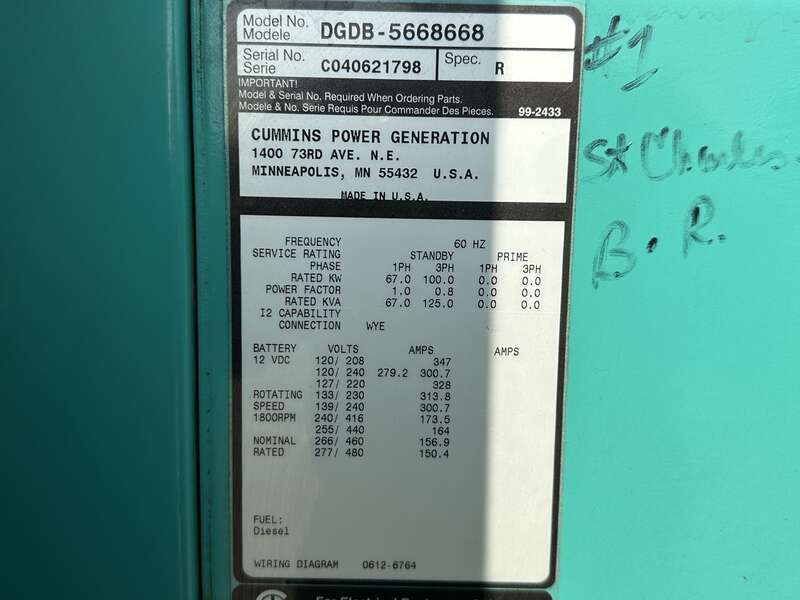 Model No.
Modele
DGDB-5668668
Serial No.
Serie
C040621798
Spec.
R
IMPORTANT!
Model & Serial No. Required When Ordering Parts.
Modele & No. Serie Requis Pour Commander Des Pieces.
99-2433
CUMMINS POWER GENERATION
1400 73RD AVE. N.E.
MINNEAPOLIS, MN 55432 U.S.A.
MADE IN U.S.A.
FREQUENCY 60 HZ
SERVICE RATING STANDBY PRIME
PHASE 1PH 3PH 1PH 3PH
RATED KW 67.0 100.0 0.0 0.0
POWER FACTOR 1.0 0.8 0.0 0.0
RATED KVA 67.0 125.0 0.0 0.0
I2 CAPABILITY
CONNECTION WYE
BATTERY VOLTS AMPS AMPS
12 VDC 120/ 208 347
120/ 240 279.2 300.7
127/ 220 328
ROTATING 133/ 230 313.8
SPEED 139/ 240 300.7
1800RPM 240/ 416 173.5
255/ 440 164
NOMINAL 266/ 460 156.9
RATED 277/ 480 150.4
FUEL:
Diesel
WIRING DIAGRAM 0612-6764
#1
St Charles
B. R.